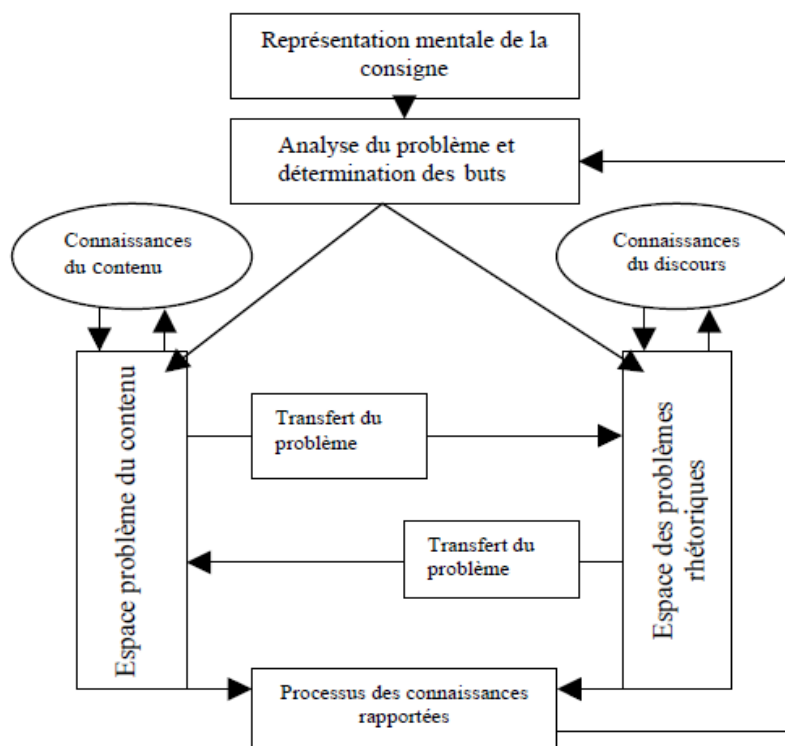 Représentation mentale de la
consigne
Analyse du problème et
détermination des buts
Connaissances
du contenu
Connaissances
du discours
Espace problème du contenu
Transfert du
problème
Transfert du
problème
Espace des problèmes
rhétoriques
Processus des connaissances
rapportées